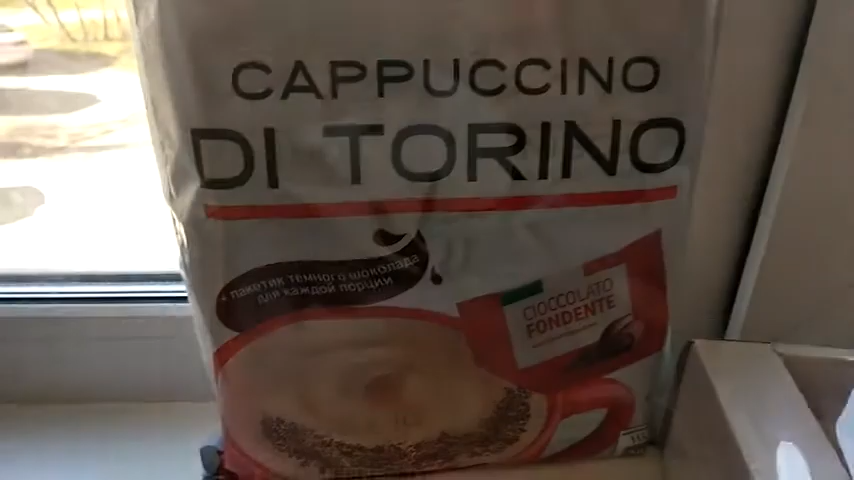 CAPPUCCINO
DI TORINO
+ пакетик темного шоколада
для каждой порции
CIOCCOLATO
FONDENTE